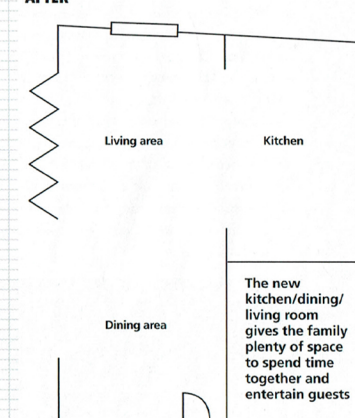 AFTER
Living area
Kitchen
Dining area
The new
kitchen/dining/
living room
gives the family
plenty of space
to spend time
together and
entertain guests